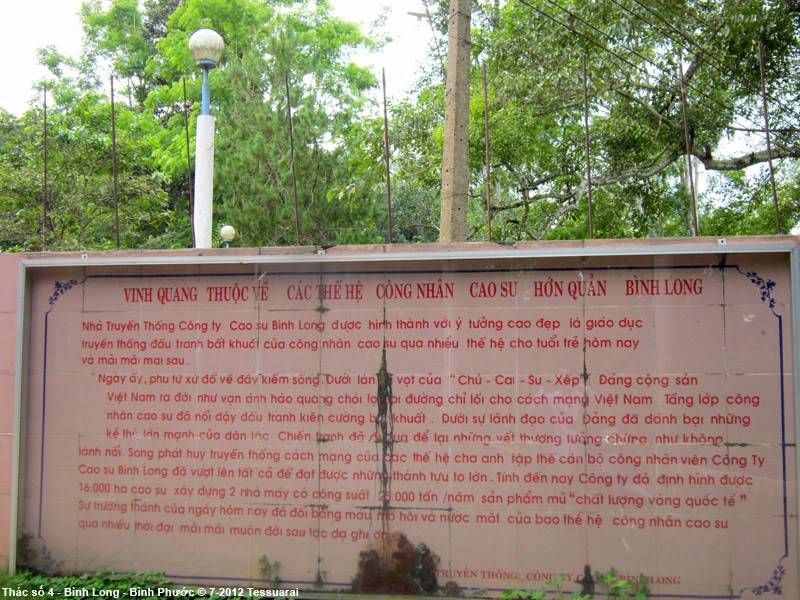 VINH QUANG THUỘC VỀ CÁC THẾ HỆ CÔNG NHÂN CAO SU HỚN QUẢN BÌNH LONG
Nhà Truyền Thống Công ty Cao su Bình Long được hình thành với ý tưởng cao đẹp là giáo dục
truyền thống đấu tranh bất khuất của công nhân cao su qua nhiều thế hệ cho tuổi trẻ hôm nay
và mãi mãi mai sau.
Ngày ấy, phu tứ xứ đổ về đây kiếm sống. Dưới làn vọt của "Chủ - Cai - Su - Xếp" Đảng cộng sản
Việt Nam ra đời như vạn ánh hào quang chói lọi đường chỉ lối cho cách mạng Việt Nam Tầng lớp công
nhân cao su đã nổi dậy đấu tranh kiên cường bất khuất. Dưới sự lãnh đạo của Đảng đã đánh bại những
kẻ thù lớn mạnh của dân tộc. Chiến tranh đã đi qua để lại những vết thương tưởng chừng như không
lành nổi. Song phát huy truyền thống cách mạng của các thế hệ cha anh tập thể cán bộ công nhân viên Công Ty
Cao su Bình Long đã vượt lên tất cả để đạt được những thành tựu to lớn. Tính đến nay Công ty đã định hình được
16.000 ha cao su xây dựng 2 nhà máy có công suất .000 tấn /năm sản phẩm mủ "chất lượng vàng quốc tế"
Sự trưởng thành của ngày hôm nay đã đổi bằng máu mồ hôi và nước mắt của bao thế hệ công nhân cao su
qua nhiều thời đại mãi mãi muôn đời sau tạc dạ ghi
TRUYỀN THỐNG CÔNG TY BÌNH LONG
Thác số 4 - Bình Long - Bình Phước © 7-2012 Tessuarai